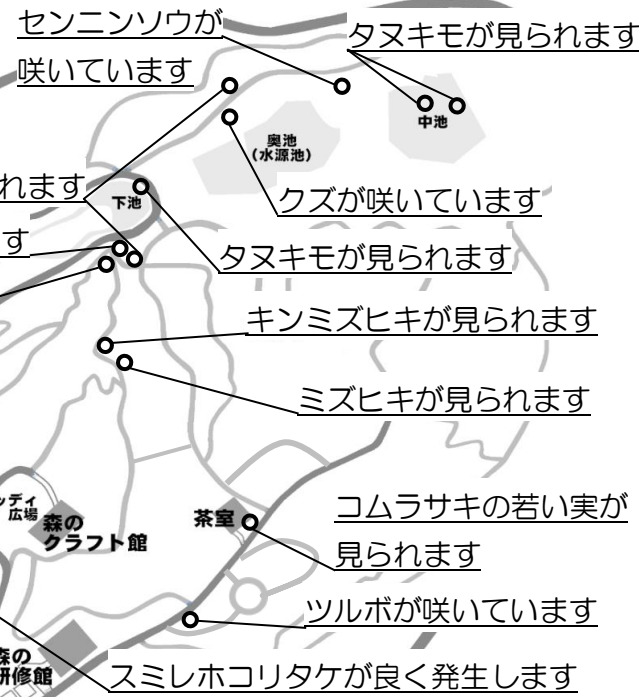 センニンソウが
咲いています
タヌキモが見られます
中池
奥池
(水源池)
れます
下池
クズが咲いています
す
タヌキモが見られます
キンミズヒキが見られます
ミズヒキが見られます
ッディ
広場
森の
クラフト館
茶室
コムラサキの若い実が
見られます
ツルボが咲いています
森の
研修館
スミレホコリタケが良く発生します